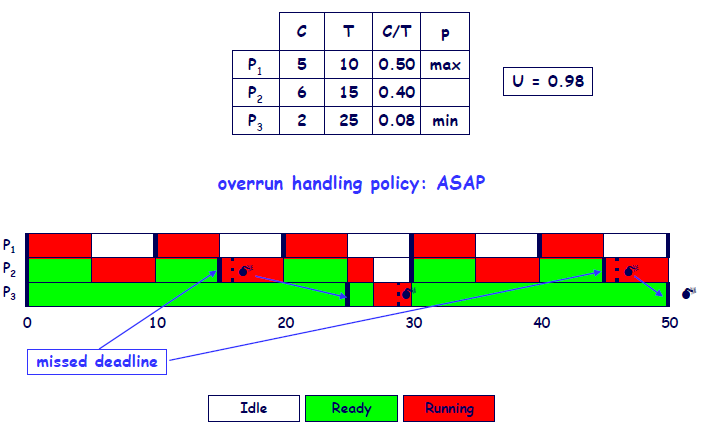 C T C/T p
P1 5 10 0.50 max
P2 6 15 0.40
P3 2 25 0.08 min
U = 0.98
overrun handling policy: ASAP
P1
P2
P3
0 10 20 30 40 50
missed deadline
Idle Ready Running